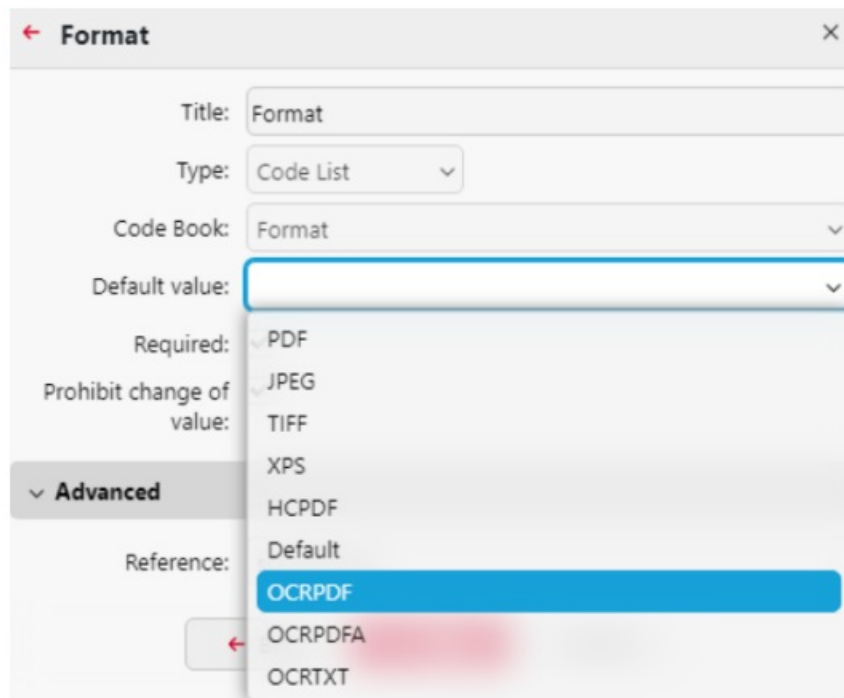 Format
Title: Format
Type: Code List
Code Book: Format
Default value:
Required:
Prohibit change of
value:
Advanced
Reference:
PDF
JPEG
TIFF
XPS
HCPDF
Default
OCRPDF
OCRPDFA
OCRTXT